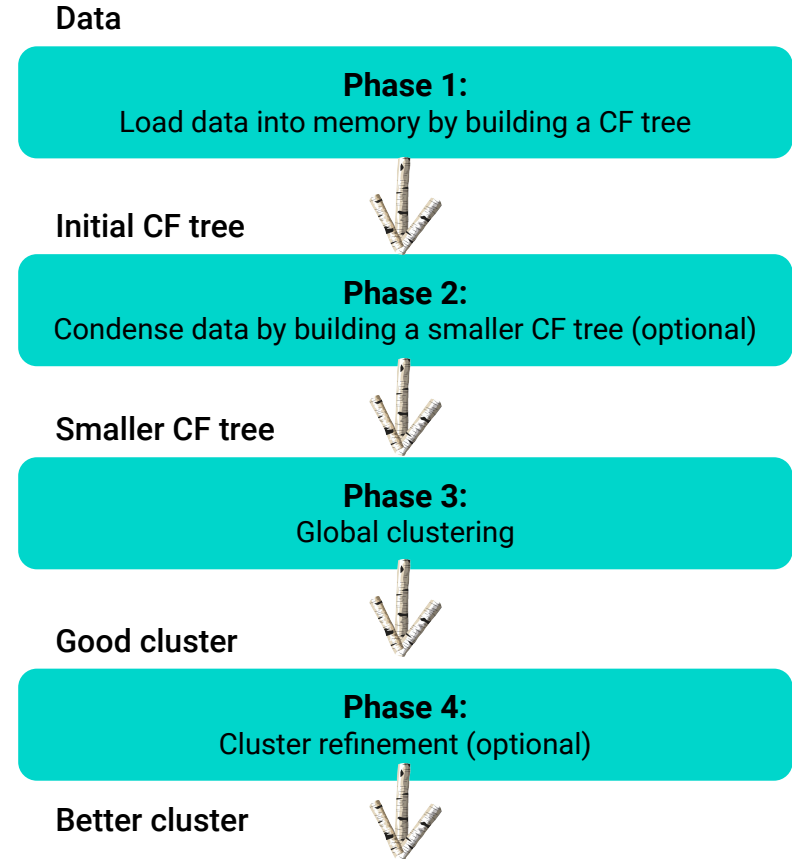 Data
Phase 1:
Load data into memory by building a CF tree
Initial CF tree
Phase 2:
Condense data by building a smaller CF tree (optional)
Smaller CF tree
Phase 3:
Global clustering
Good cluster
Phase 4:
Cluster refinement (optional)
Better cluster